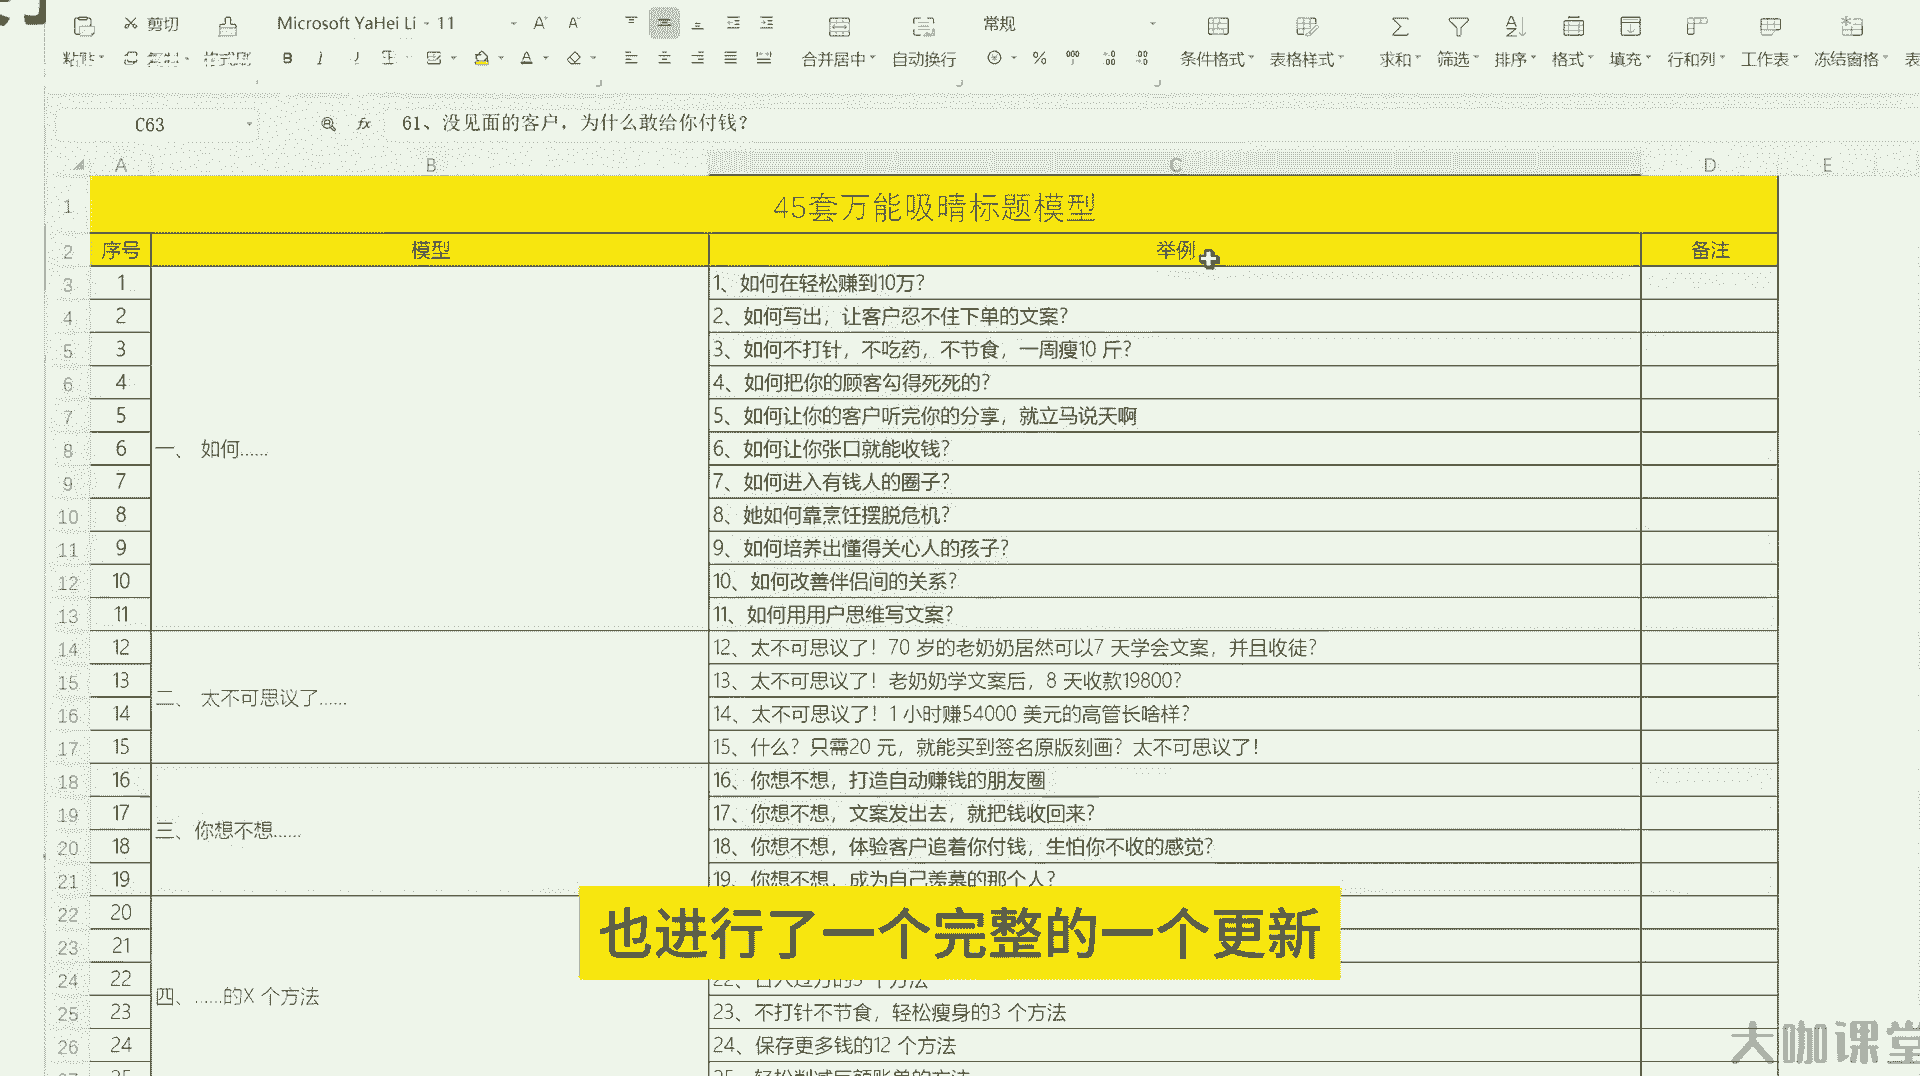 剪切 Microsoft YaHei Li 11 A⁺ A⁻ 常规
粘贴 复制 格式刷 B I 合并居中 自动换行 % 条件格式 表格样式 求和 筛选 排序 格式 填充 行和列 工作表 冻结窗格 表
C63 fx 61、没见面的客户，为什么敢给你付钱？
A B C D E
1 45套万能吸晴标题模型
2 序号 模型 举例 备注
3 1 1、如何在轻松赚到10万？
4 2 2、如何写出，让客户忍不住下单的文案？
5 3 3、如何不打针，不吃药，不节食，一周瘦10 斤？
6 4 4、如何把你的顾客勾得死死的？
7 5 5、如何让你的客户听完你的分享，就立马说天啊
8 6 一、 如何…… 6、如何让你张口就能收钱？
9 7 7、如何进入有钱人的圈子？
10 8 8、她如何靠烹饪摆脱危机？
11 9 9、如何培养出懂得关心人的孩子？
12 10 10、如何改善伴侣间的关系？
13 11 11、如何用用户思维写文案？
14 12 12、太不可思议了！70 岁的老奶奶居然可以7 天学会文案，并且收徒？
15 13 二、 太不可思议了…… 13、太不可思议了！老奶奶学文案后，8 天收款19800？
16 14 14、太不可思议了！1 小时赚54000 美元的高管长啥样？
17 15 15、什么？只需20 元，就能买到签名原版刻画？太不可思议了！
18 16 16、你想不想，打造自动赚钱的朋友圈
19 17 三、你想不想…… 17、你想不想，文案发出去，就把钱收回来？
20 18 18、你想不想，体验客户追着你付钱，生怕你不收的感觉？
21 19 19、你想不想，成为自己羡慕的那个人？
22 20
23 21
也进行了一个完整的一个更新
24 22
25 23 四、……的X 个方法 23、不打针不节食，轻松瘦身的3 个方法
26 24 24、保存更多钱的12 个方法
大咖课堂